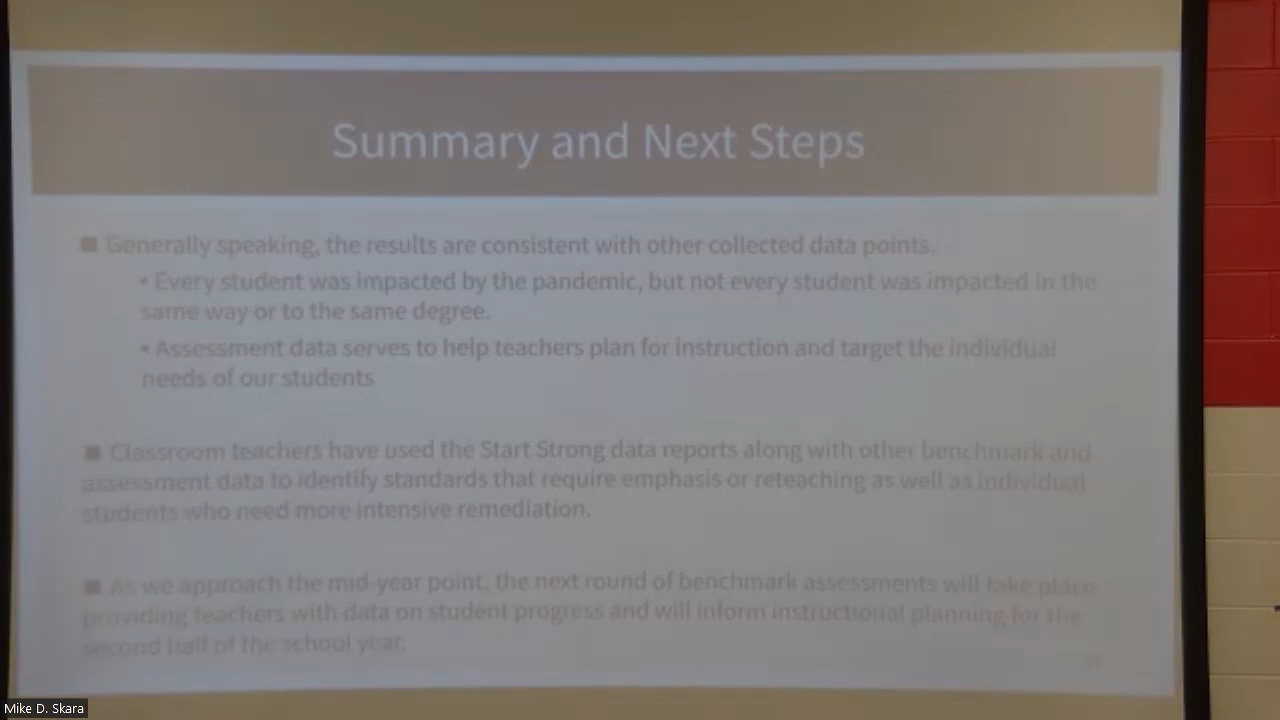 Summary and Next Steps
■ Generally speaking, the results are consistent with other collected data points.
• Every student was impacted by the pandemic, but not every student was impacted in the
same way or to the same degree.
• Assessment data serves to help teachers plan for instruction and target the individual
needs of our students
■ Classroom teachers have used the Start Strong data reports along with other benchmark and
assessment data to identify standards that require emphasis or reteaching as well as individual
students who need more intensive remediation.
■ As we approach the mid-year point, the next round of benchmark assessments will take place
providing teachers with data on student progress and will inform instructional planning for the
second half of the school year.
Mike D. Skara